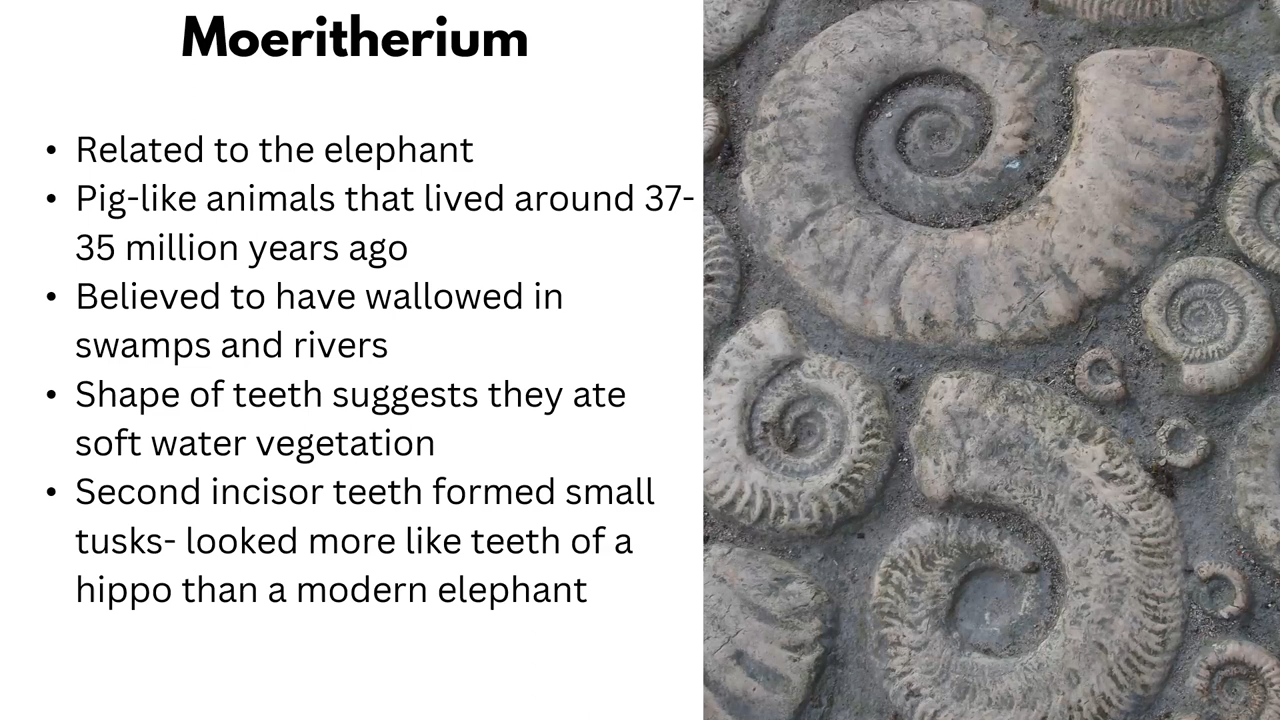 Moeritherium
• Related to the elephant
• Pig-like animals that lived around 37-
35 million years ago
• Believed to have wallowed in
swamps and rivers
• Shape of teeth suggests they ate
soft water vegetation
• Second incisor teeth formed small
tusks- looked more like teeth of a
hippo than a modern elephant